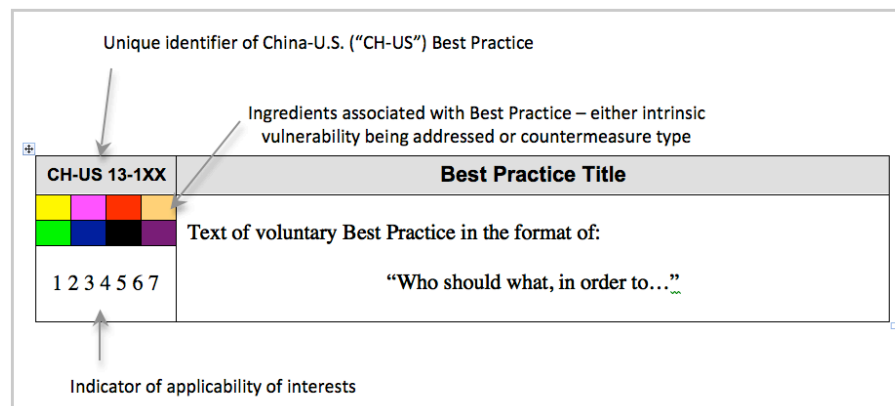 Unique identifier of China-U.S. (“CH-US”) Best Practice
Ingredients associated with Best Practice – either intrinsic
vulnerability being addressed or countermeasure type
CH-US 13-1XX
Best Practice Title
Text of voluntary Best Practice in the format of:
“Who should what, in order to…”
1 2 3 4 5 6 7
Indicator of applicability of interests